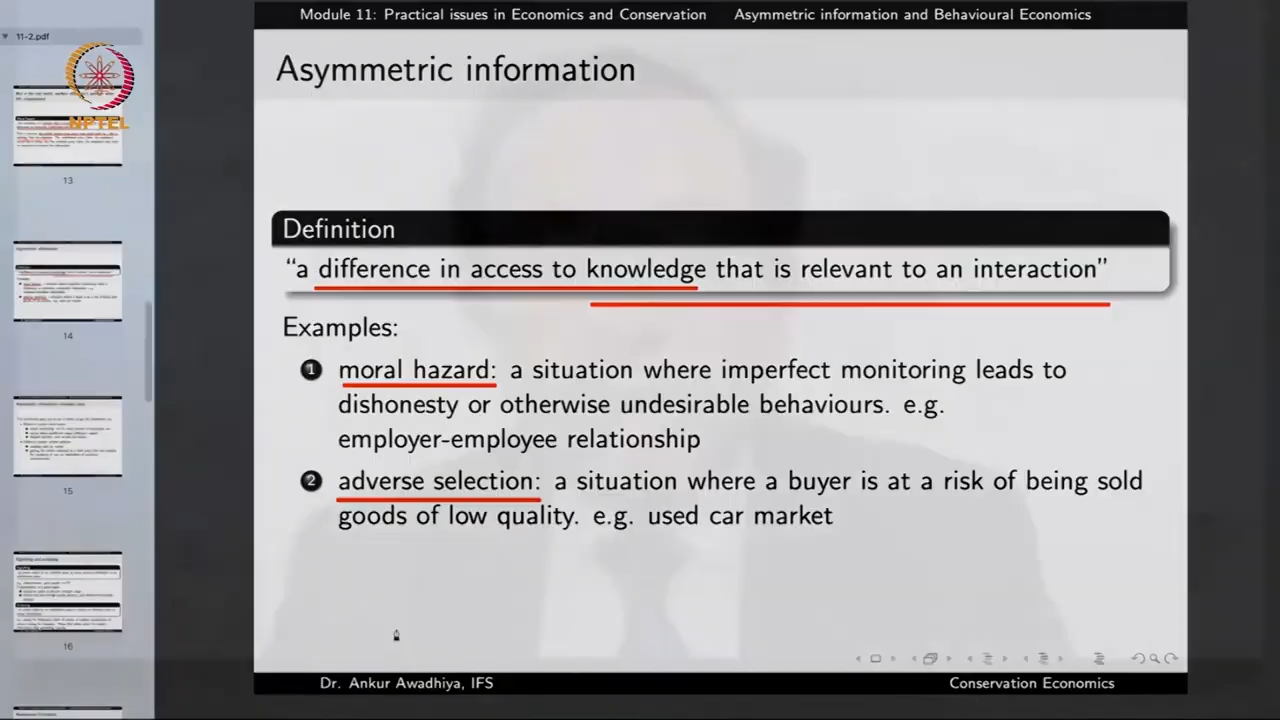 Module 11: Practical issues in Economics and Conservation Asymmetric information and Behavioural Economics
11-2.pdf
NPTEL
Asymmetric information
Definition
“a difference in access to knowledge that is relevant to an interaction”
Examples:
1 moral hazard: a situation where imperfect monitoring leads to
dishonesty or otherwise undesirable behaviours. e.g.
employer-employee relationship
2 adverse selection: a situation where a buyer is at a risk of being sold
goods of low quality. e.g. used car market
13
14
15
16
Dr. Ankur Awadhiya, IFS Conservation Economics